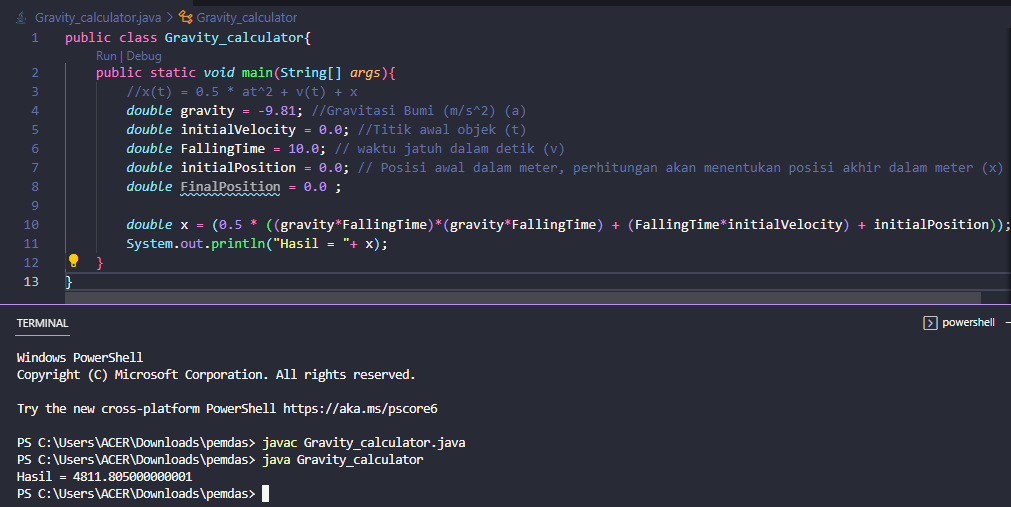 Gravity_calculator.java > Gravity_calculator
1 public class Gravity_calculator{
Run | Debug
2 public static void main(String[] args){
3 //x(t) = 0.5 * at^2 + v(t) + x
4 double gravity = -9.81; //Gravitasi Bumi (m/s^2) (a)
5 double initialVelocity = 0.0; //Titik awal objek (t)
6 double FallingTime = 10.0; // waktu jatuh dalam detik (v)
7 double initialPosition = 0.0; // Posisi awal dalam meter, perhitungan akan menentukan posisi akhir dalam meter (x)
8 double FinalPosition = 0.0 ;
9
10 double x = (0.5 * ((gravity*FallingTime)*(gravity*FallingTime) + (FallingTime*initialVelocity) + initialPosition));
11 System.out.println("Hasil = "+ x);
12 }
13 }
TERMINAL
powershell
Windows PowerShell
Copyright (C) Microsoft Corporation. All rights reserved.
Try the new cross-platform PowerShell https://aka.ms/pscore6
PS C:\Users\ACER\Downloads\pemdas> javac Gravity_calculator.java
PS C:\Users\ACER\Downloads\pemdas> java Gravity_calculator
Hasil = 4811.805000000001
PS C:\Users\ACER\Downloads\pemdas>